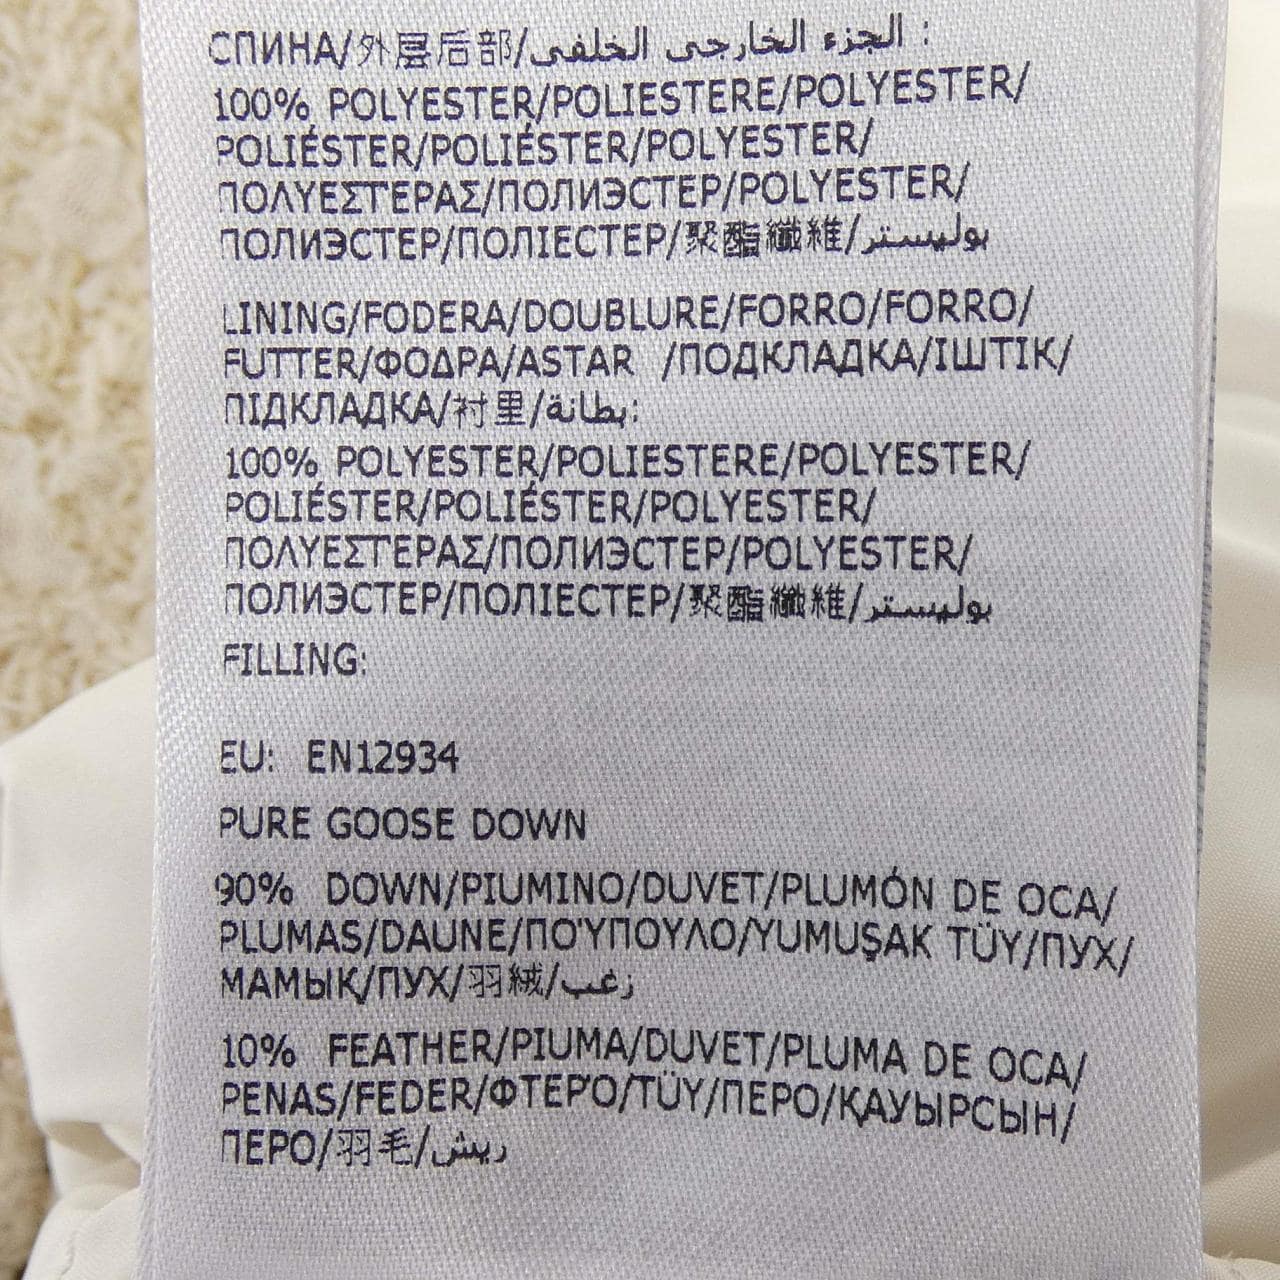 СПИНА/外层后部/الجزء الخارجى الخلفى :
100% POLYESTER/POLIESTERE/POLYESTER/
POLIÉSTER/POLIÉSTER/POLYESTER/
ΠΟΛΥΕΣΤΕΡΑΣ/ПОЛИЭСТЕР/POLYESTER/
ПОЛИЭСТЕР/ПОЛІЕСТЕР/聚酯纖維/بوليستر
LINING/FODERA/DOUBLURE/FORRO/FORRO/
FUTTER/ΦΟΔΡΑ/ASTAR /ПОДКЛАДКА/ІШТІК/
ПІДКЛАДКА/衬里/بطانة:
100% POLYESTER/POLIESTERE/POLYESTER/
POLIÉSTER/POLIÉSTER/POLYESTER/
ΠΟΛΥΕΣΤΕΡΑΣ/ПОЛИЭСТЕР/POLYESTER/
ПОЛИЭСТЕР/ПОЛІЕСТЕР/聚酯纖維/بوليستر
FILLING:
EU: EN12934
PURE GOOSE DOWN
90% DOWN/PIUMINO/DUVET/PLUMÓN DE OCA/
PLUMAS/DAUNE/ΠΟΎΠΟΥΛΟ/YUMUŞAK TÜY/ПУХ/
МАМЫҚ/ПУХ/羽絨/زغب
10% FEATHER/PIUMA/DUVET/PLUMA DE OCA/
PENAS/FEDER/ΦΤΕΡΌ/TÜY/ПЕРО/ҚАУЫРСЫН/
ПЕРО/羽毛/ريش